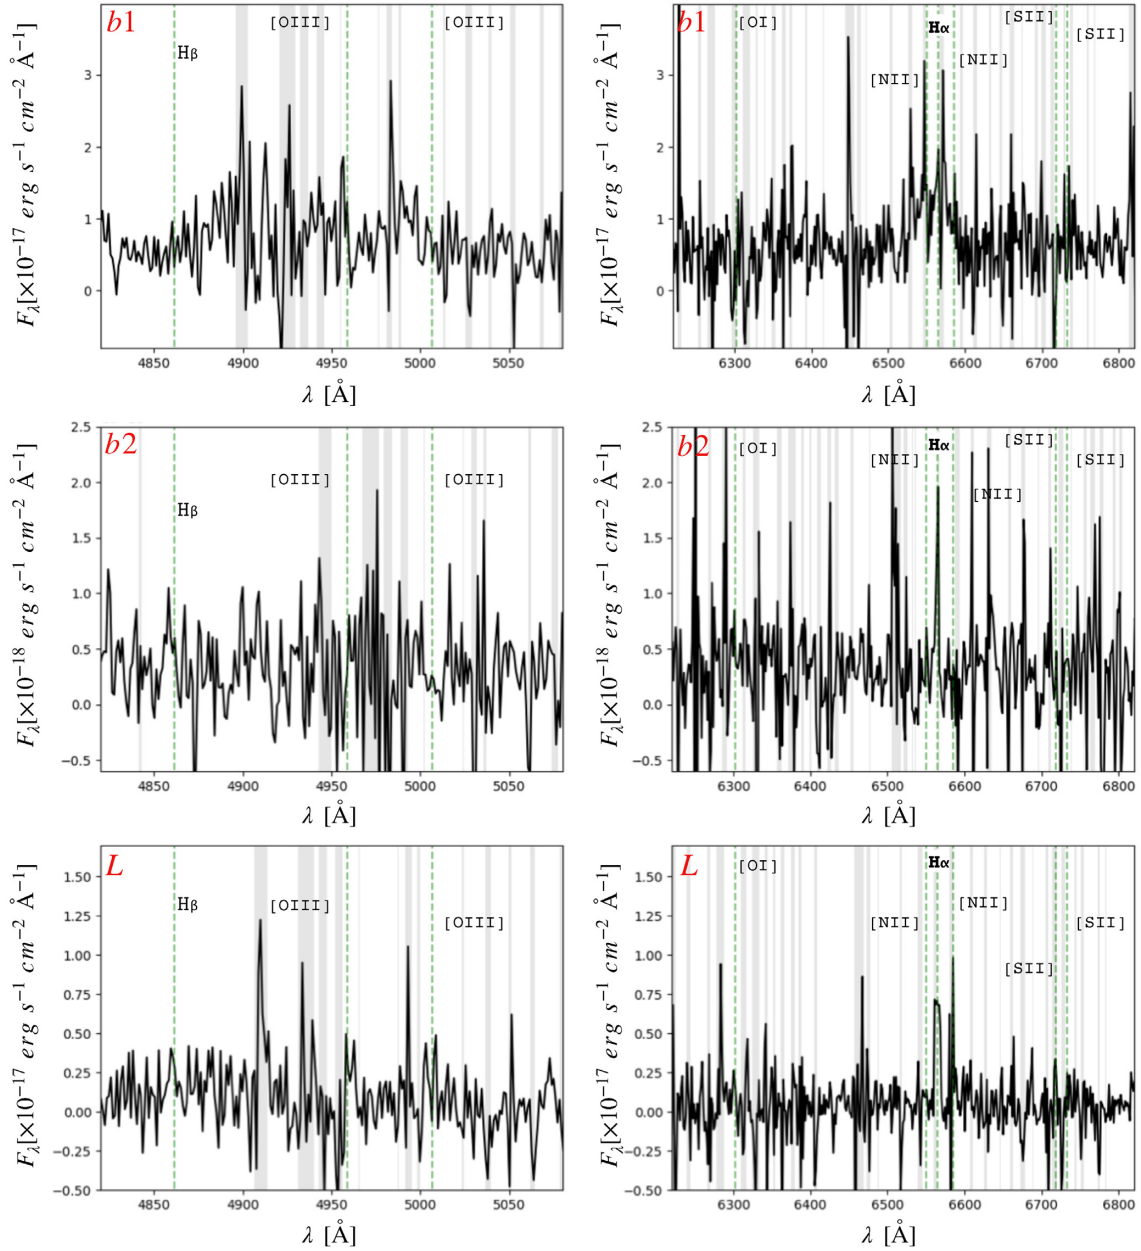 b1
[OIII]
[OIII]
Hβ
3
2
1
0
4850 4900 4950 5000 5050
λ [Å]
F_λ[×10⁻¹⁷ erg s⁻¹ cm⁻² Å⁻¹]
b1
[OI]
Hα
[SII]
[SII]
[NII]
[NII]
3
2
1
0
6300 6400 6500 6600 6700 6800
λ [Å]
F_λ[×10⁻¹⁷ erg s⁻¹ cm⁻² Å⁻¹]
b2
[OIII]
[OIII]
Hβ
2.5
2.0
1.5
1.0
0.5
0.0
−0.5
4850 4900 4950 5000 5050
λ [Å]
F_λ[×10⁻¹⁸ erg s⁻¹ cm⁻² Å⁻¹]
b2
[OI]
[NII]
Hα
[SII]
[SII]
[NII]
2.5
2.0
1.5
1.0
0.5
0.0
−0.5
6300 6400 6500 6600 6700 6800
λ [Å]
F_λ[×10⁻¹⁸ erg s⁻¹ cm⁻² Å⁻¹]
L
Hβ
[OIII]
[OIII]
1.50
1.25
1.00
0.75
0.50
0.25
0.00
−0.25
−0.50
4850 4900 4950 5000 5050
λ [Å]
F_λ[×10⁻¹⁷ erg s⁻¹ cm⁻² Å⁻¹]
L
[OI]
Hα
[NII]
[NII]
[SII]
[SII]
1.50
1.25
1.00
0.75
0.50
0.25
0.00
−0.25
−0.50
6300 6400 6500 6600 6700 6800
λ [Å]
F_λ[×10⁻¹⁷ erg s⁻¹ cm⁻² Å⁻¹]